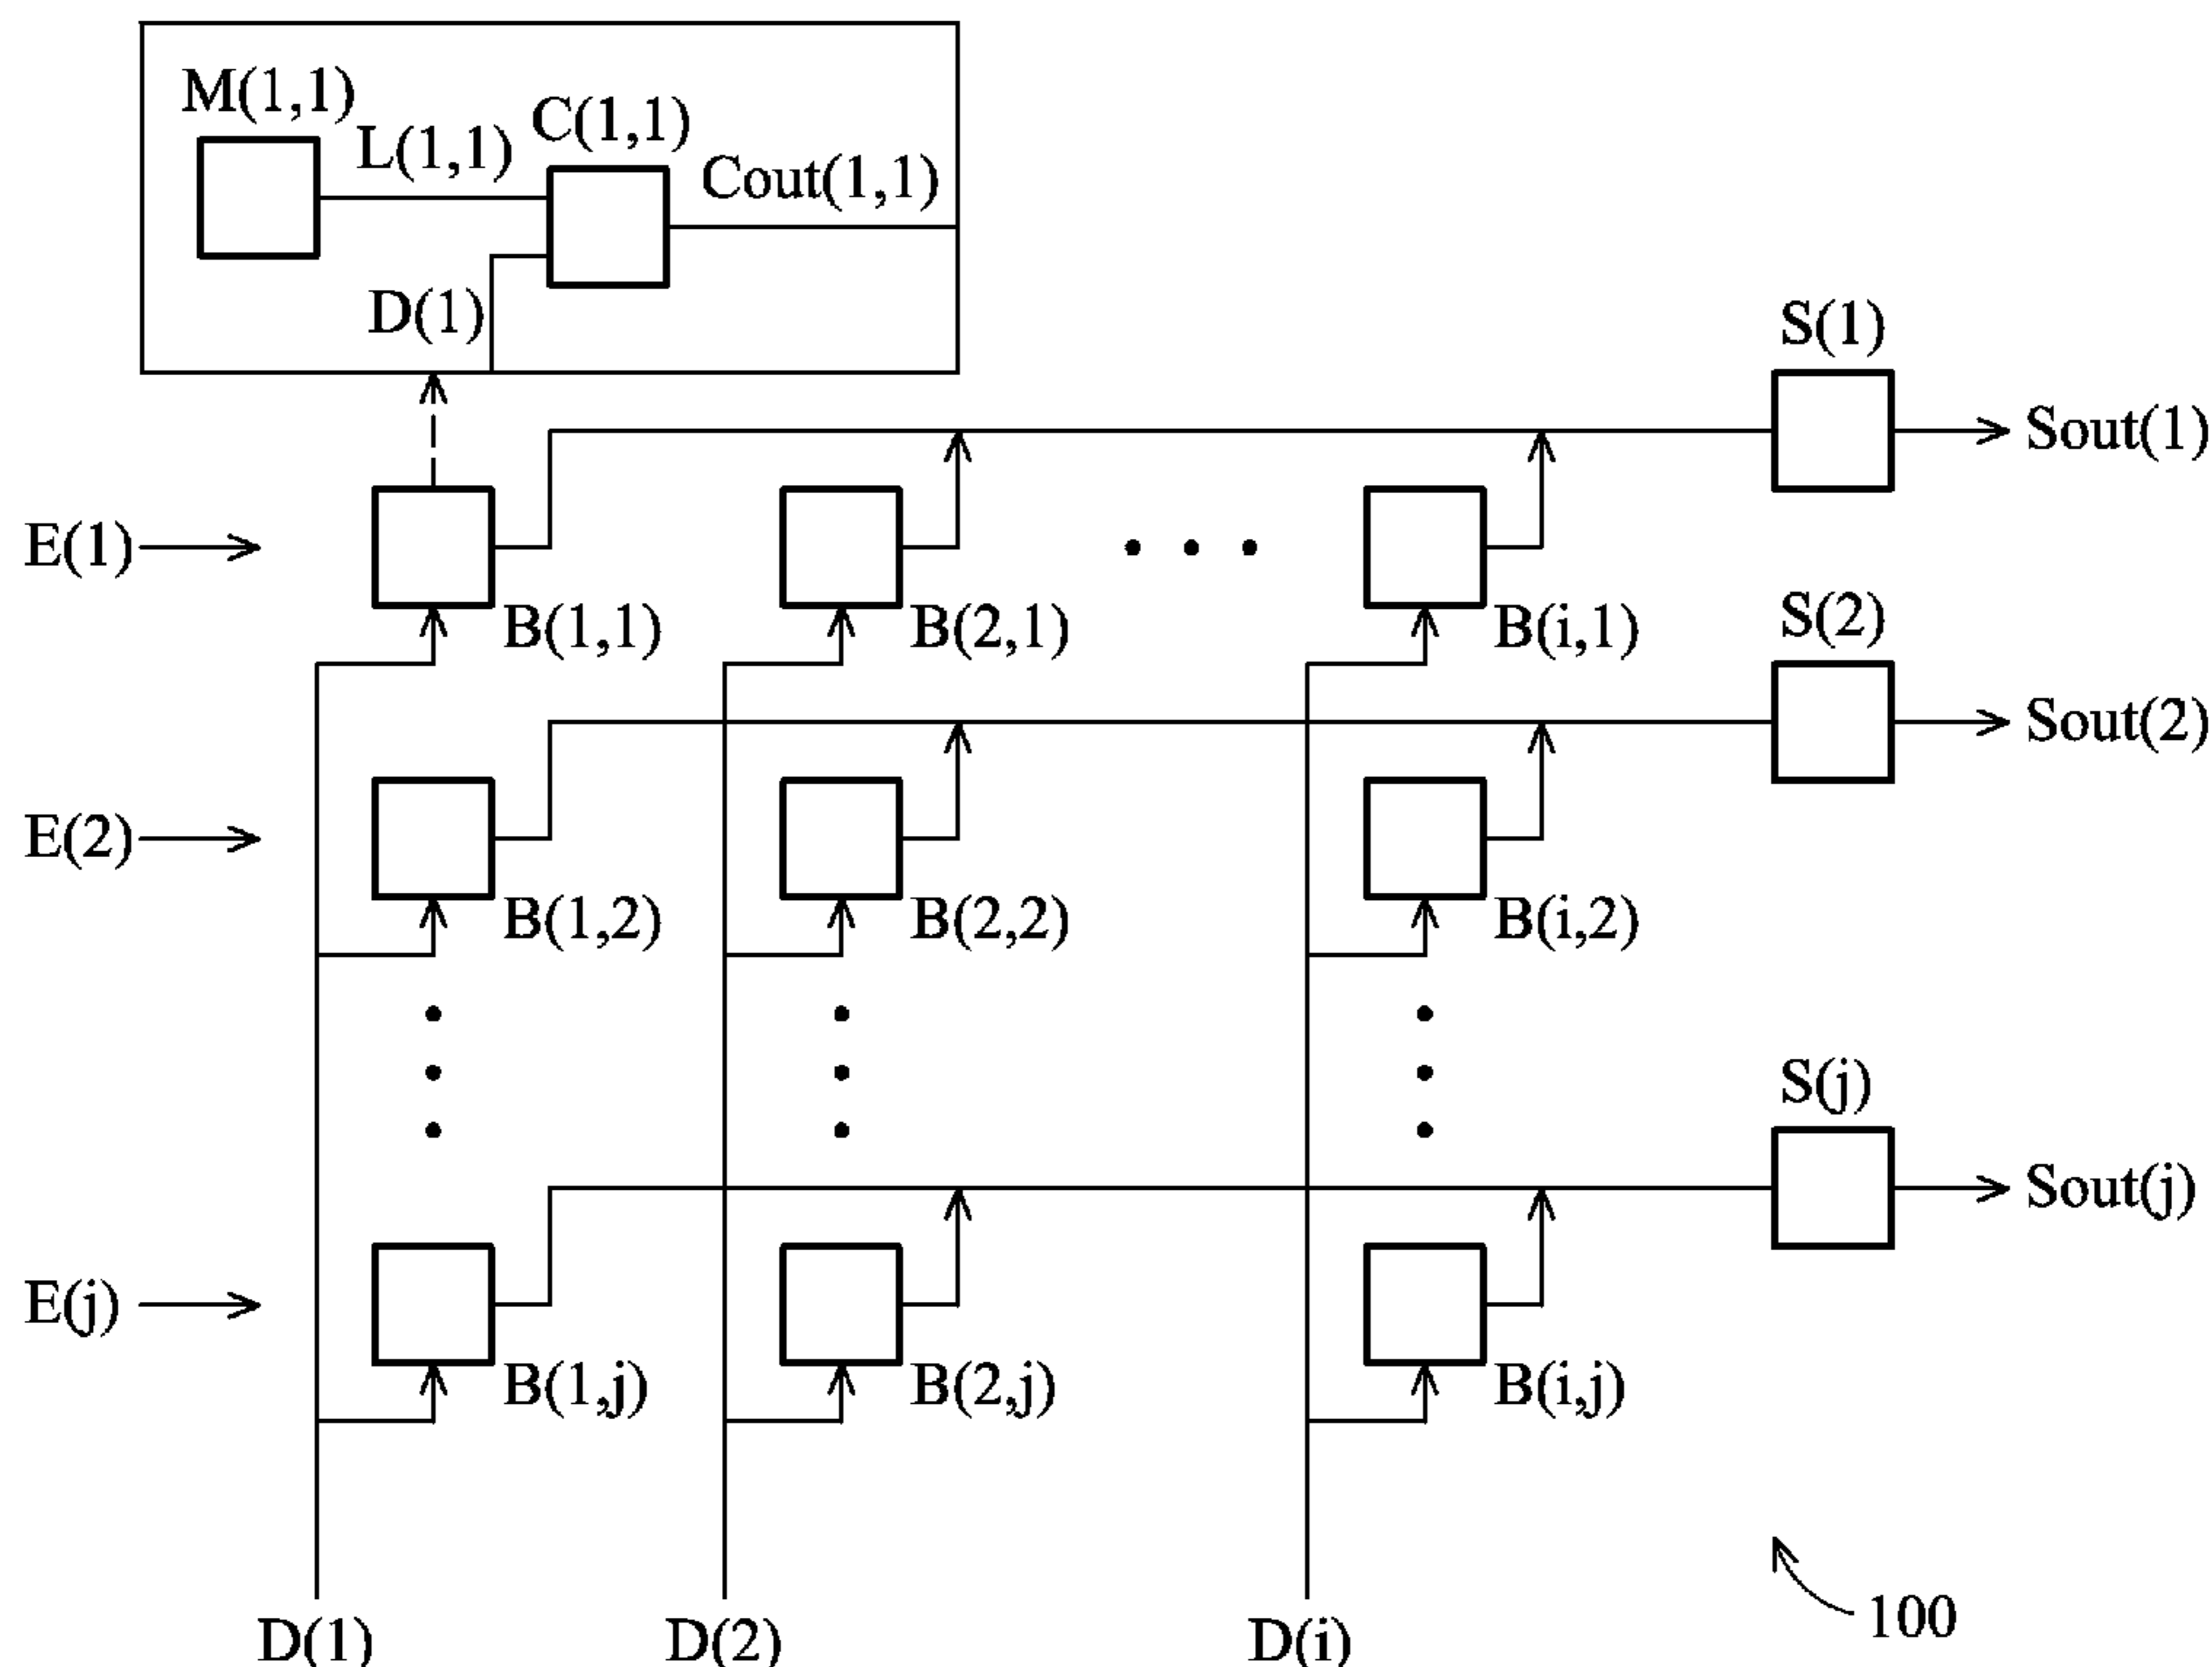 M(1,1)
L(1,1)
C(1,1)
Cout(1,1)
D(1)
S(1)
Sout(1)
E(1)
B(1,1)
B(2,1)
B(i,1)
S(2)
Sout(2)
E(2)
B(1,2)
B(2,2)
B(i,2)
S(j)
Sout(j)
E(j)
B(1,j)
B(2,j)
B(i,j)
D(1)
D(2)
D(i)
100